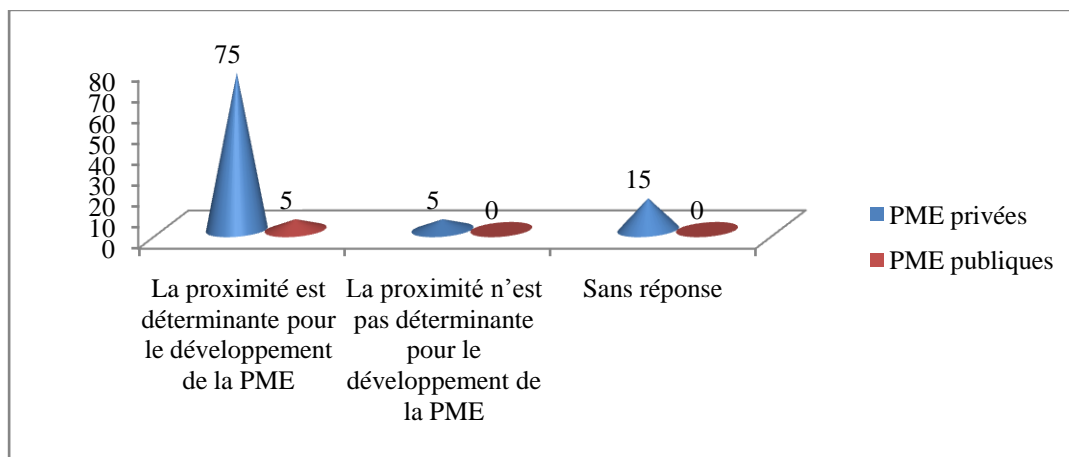 75
80
70
60
50
40
30
20
10
0
5
5
0
15
0
PME privées
PME publiques
La proximité est
déterminante pour
le développement
de la PME
La proximité n’est
pas déterminante
pour le
développement de
la PME
Sans réponse